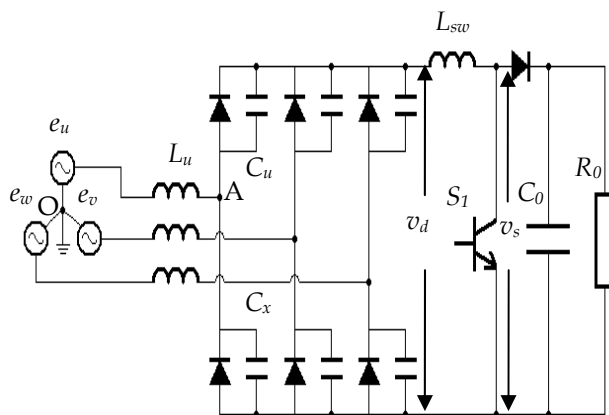 L_sw
e_u
L_u
C_u
A
e_w
O
e_v
S_1
v_d
v_s
C_0
R_0
C_x